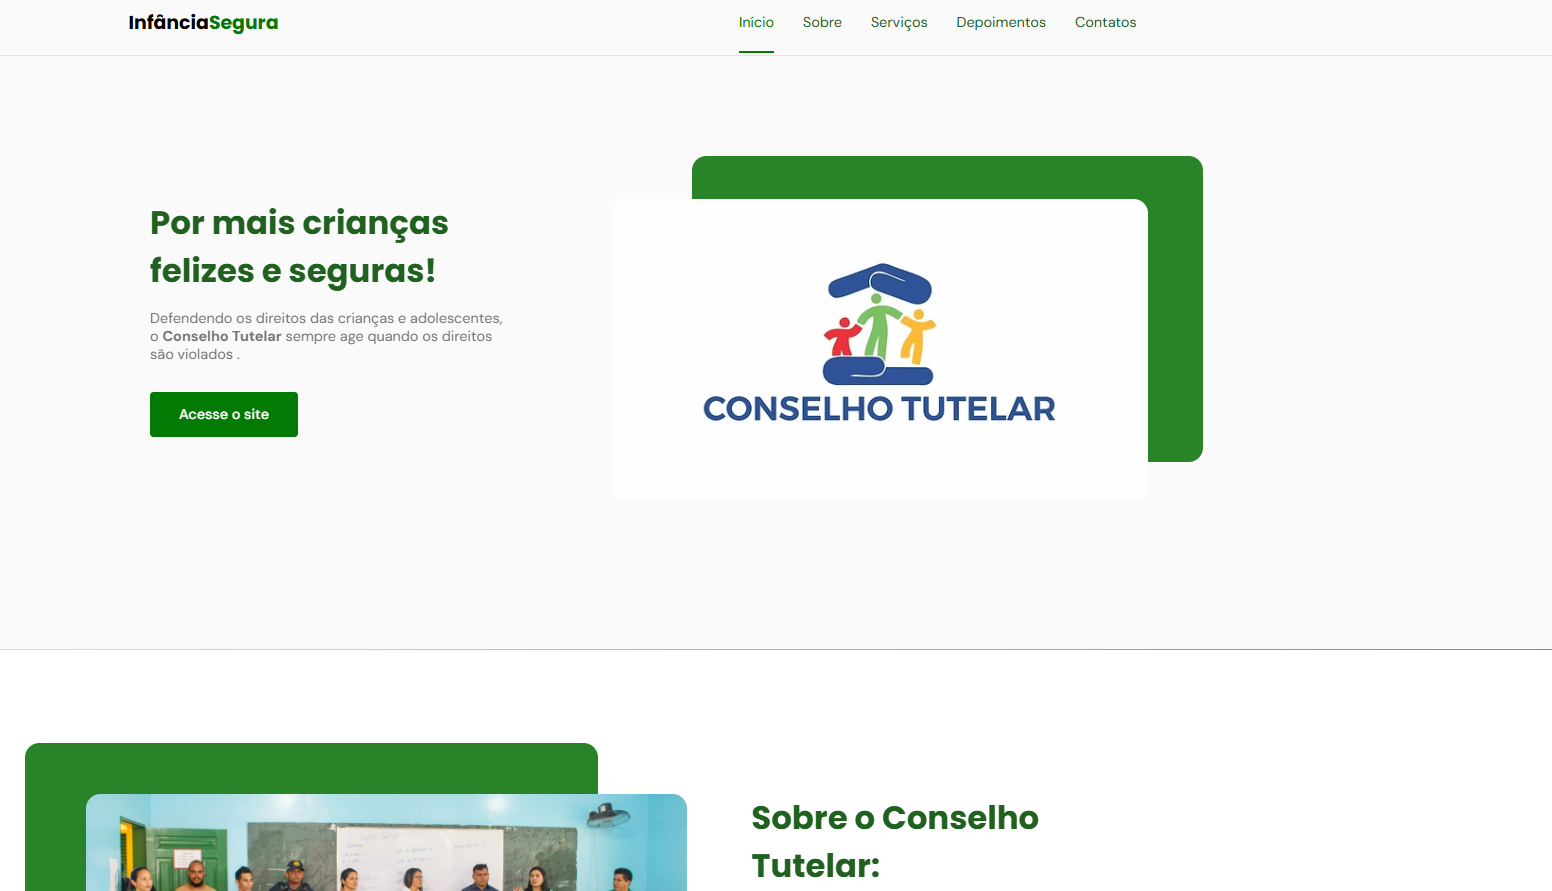 InfânciaSegura
Início
Sobre
Serviços
Depoimentos
Contatos
Por mais crianças
felizes e seguras!
Defendendo os direitos das crianças e adolescentes,
o Conselho Tutelar sempre age quando os direitos
são violados .
Acesse o site
CONSELHO TUTELAR
Sobre o Conselho
Tutelar: